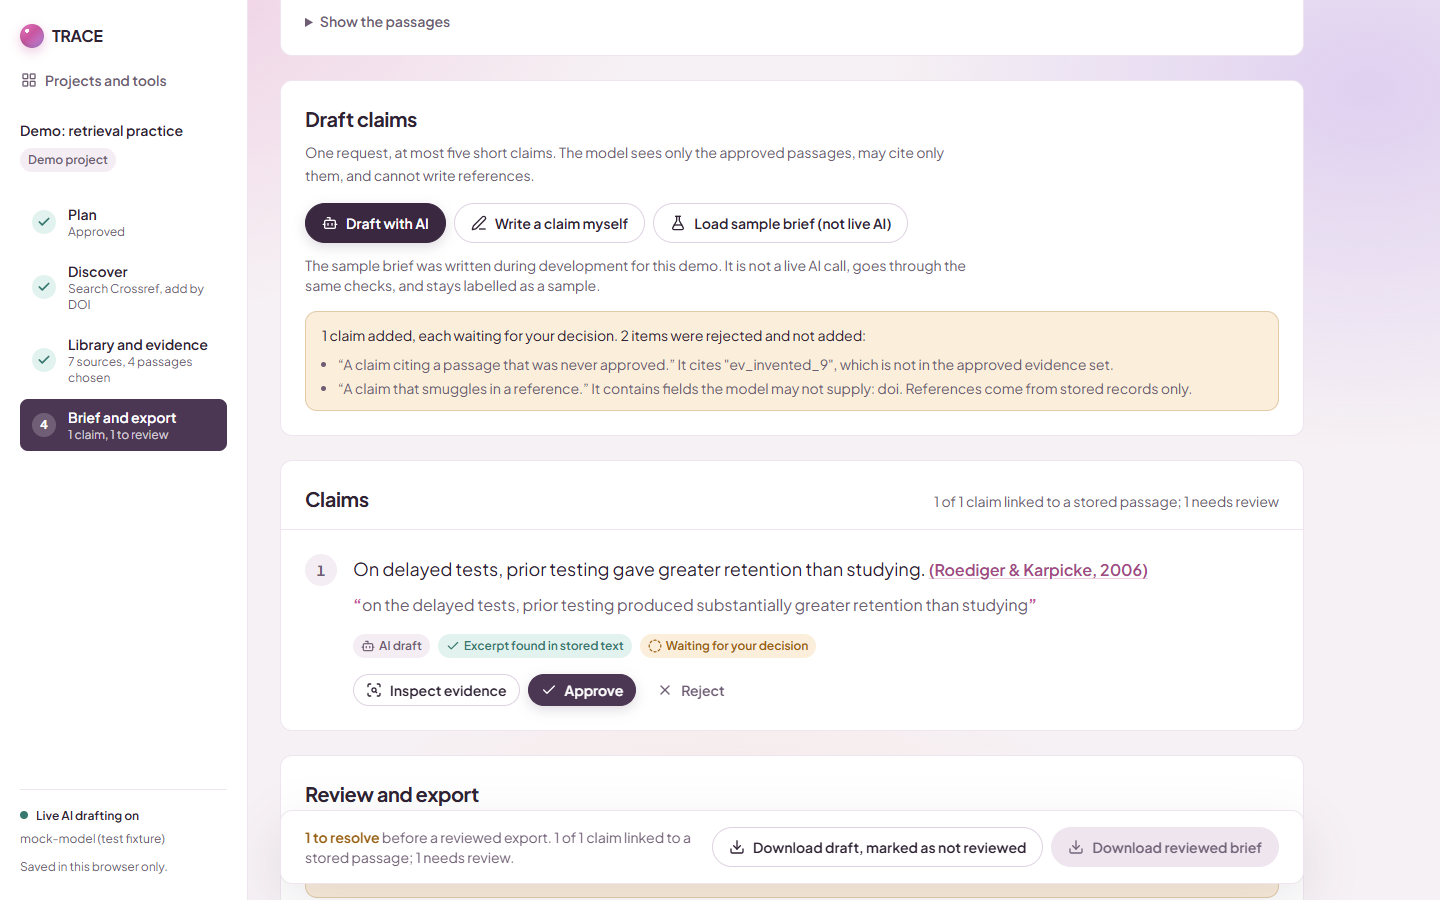 TRACE
Projects and tools
Demo: retrieval practice
Demo project
Plan
Approved
Discover
Search Crossref, add by
DOI
Library and evidence
7 sources, 4 passages
chosen
4
Brief and export
1 claim, 1 to review
Live AI drafting on
mock-model (test fixture)
Saved in this browser only.
Show the passages
Draft claims
One request, at most five short claims. The model sees only the approved passages, may cite only
them, and cannot write references.
Draft with AI
Write a claim myself
Load sample brief (not live AI)
The sample brief was written during development for this demo. It is not a live AI call, goes through the
same checks, and stays labelled as a sample.
1 claim added, each waiting for your decision. 2 items were rejected and not added:
• “A claim citing a passage that was never approved.” It cites "ev_invented_9", which is not in the approved evidence set.
• “A claim that smuggles in a reference.” It contains fields the model may not supply: doi. References come from stored records only.
Claims
1 of 1 claim linked to a stored passage; 1 needs review
1
On delayed tests, prior testing gave greater retention than studying. (Roediger & Karpicke, 2006)
“on the delayed tests, prior testing produced substantially greater retention than studying”
AI draft
Excerpt found in stored text
Waiting for your decision
Inspect evidence
Approve
Reject
Review and export
1 to resolve before a reviewed export. 1 of 1 claim linked to a
stored passage; 1 needs review.
Download draft, marked as not reviewed
Download reviewed brief